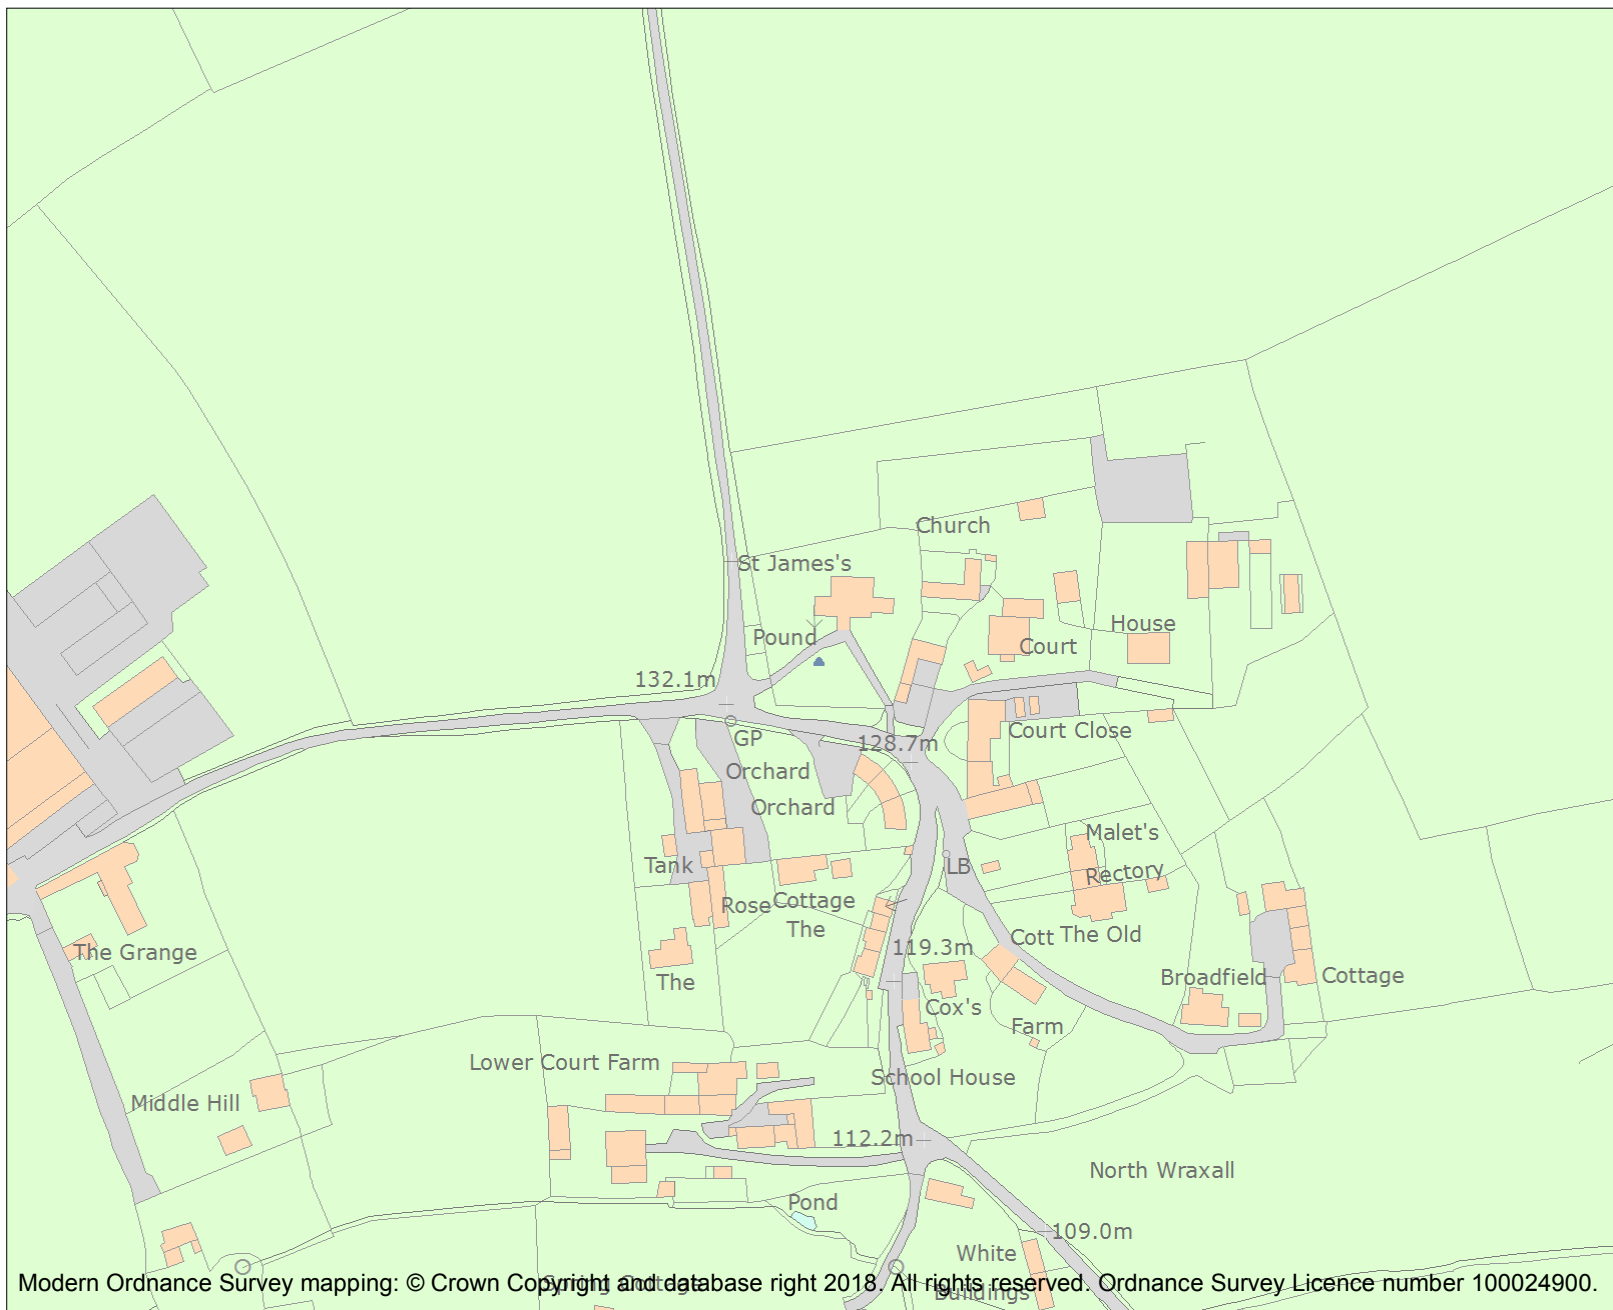 Church
St James's
House
Pound
Court
132.1m
Court Close
GP
128.7m
Orchard
Orchard
Malet's
Tank
LB
Rectory
Rose
Cottage
The
Cott
The Old
119.3m
The Grange
Broadfield
Cottage
The
Cox's
Farm
Lower Court Farm
School House
Middle Hill
112.2m
North Wraxall
Pond
109.0m
White
Spring Cottage
Buildings
Modern Ordnance Survey mapping: © Crown Copyright and database right 2018. All rights reserved. Ordnance Survey Licence number 100024900.